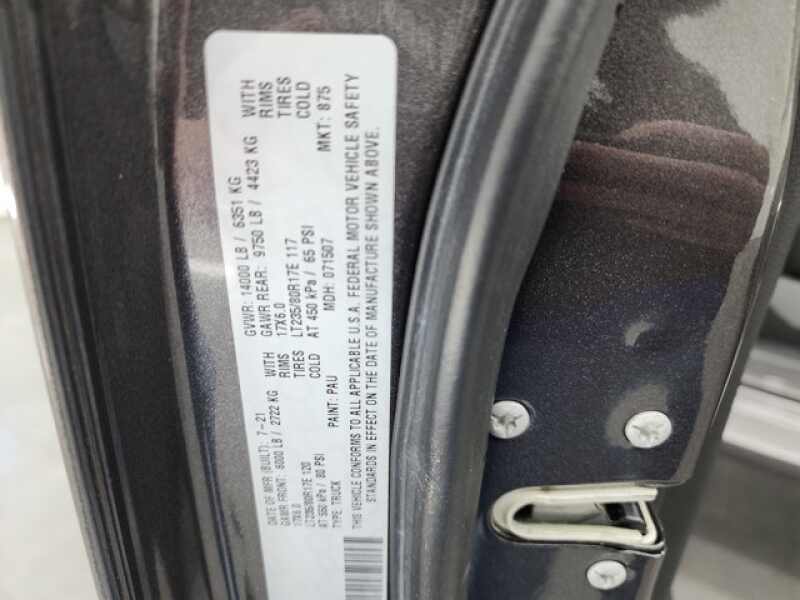 DATE OF MFR (BUILT): 7-21 GVWR: 14000 LB / 6351 KG
GAWR FRONT: 6000 LB / 2722 KG WITH GAWR REAR: 9750 LB / 4423 KG WITH
17X6.0 RIMS 17X6.0 RIMS
LT235/80R17E 120 TIRES LT235/80R17E 117 TIRES
AT 550 kPa / 80 PSI COLD AT 450 kPa / 65 PSI COLD
TYPE: TRUCK PAINT: PAU MDH: 071507 MKT: 875
THIS VEHICLE CONFORMS TO ALL APPLICABLE U.S.A. FEDERAL MOTOR VEHICLE SAFETY
STANDARDS IN EFFECT ON THE DATE OF MANUFACTURE SHOWN ABOVE.